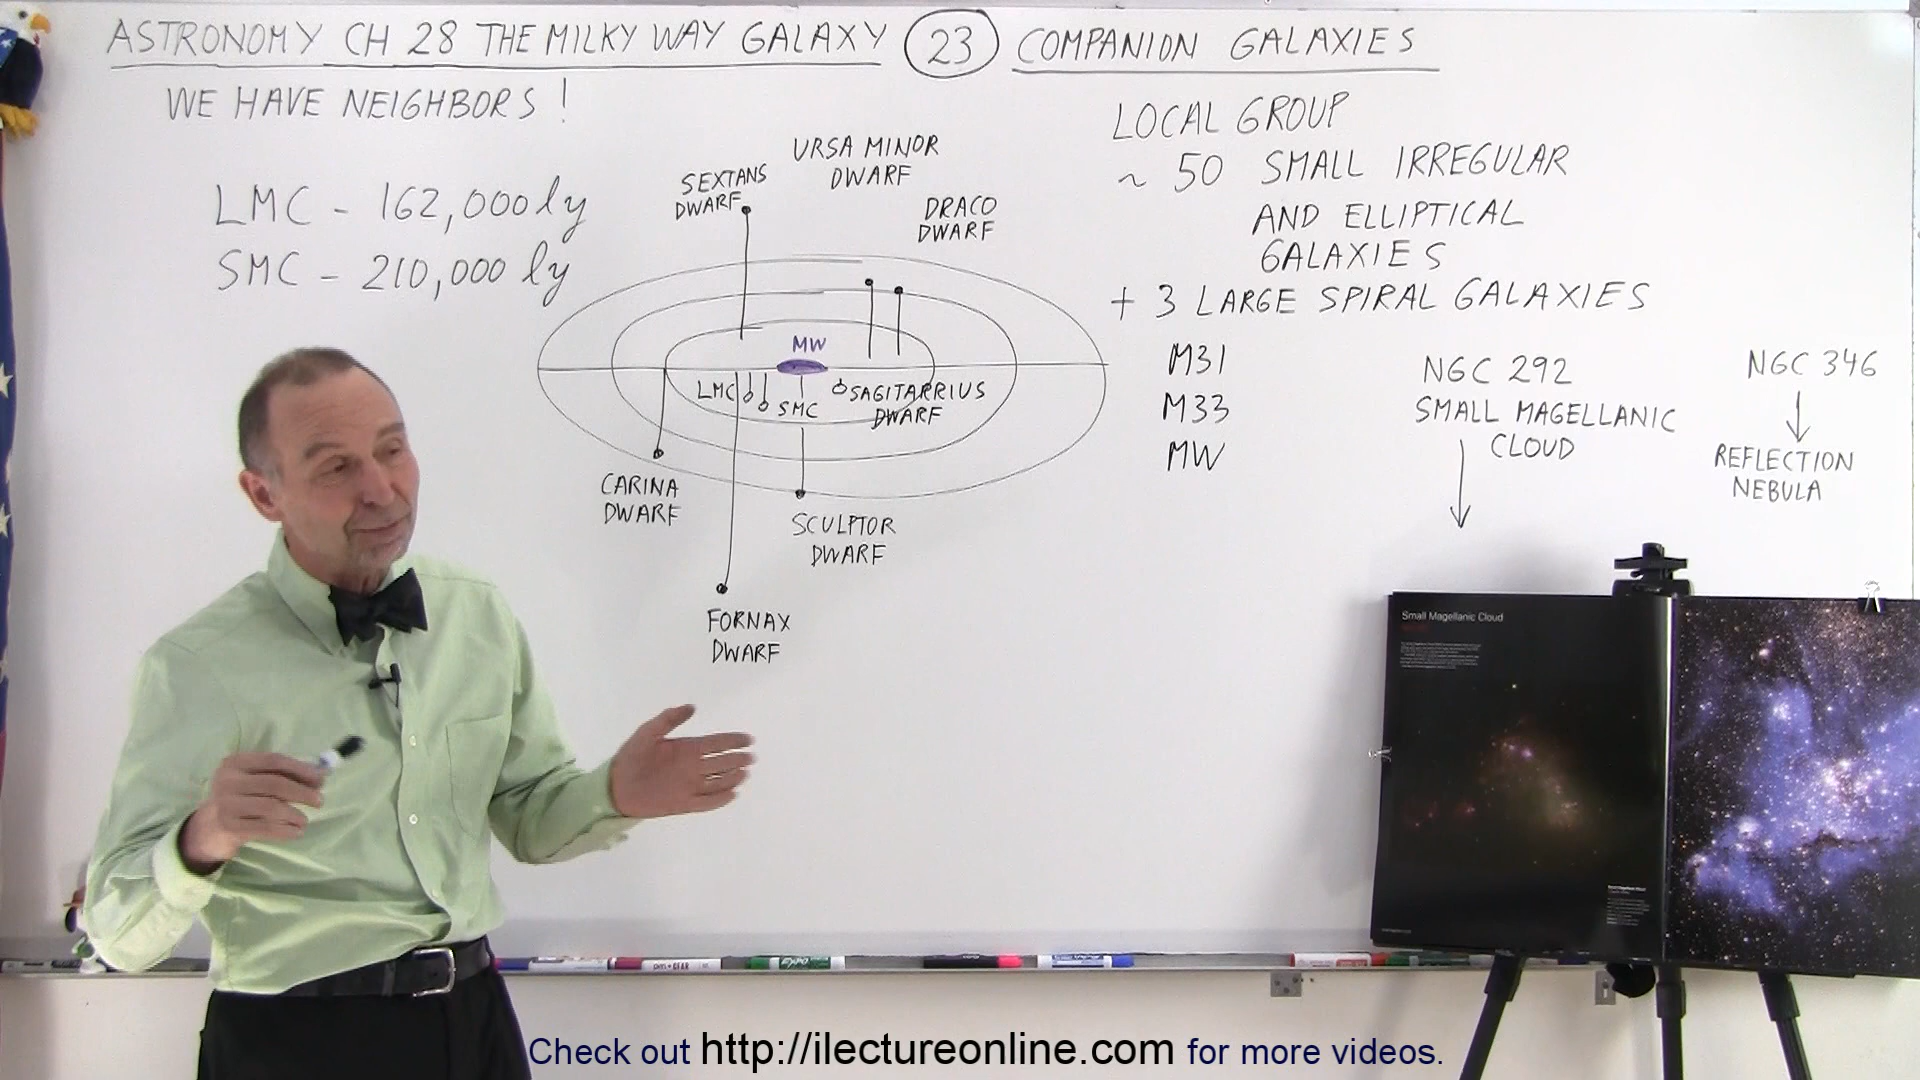 ASTRONOMY CH 28 THE MILKY WAY GALAXY 23 COMPANION GALAXIES
WE HAVE NEIGHBORS!
LMC - 162,000 ly
SMC - 210,000 ly
SEXTANS
DWARF
URSA MINOR
DWARF
DRACO
DWARF
MW
LMC
SMC
SAGITARRIUS
DWARF
CARINA
DWARF
SCULPTOR
DWARF
FORNAX
DWARF
LOCAL GROUP
~ 50 SMALL IRREGULAR
AND ELLIPTICAL
GALAXIES
+ 3 LARGE SPIRAL GALAXIES
M31
M33
MW
NGC 292
SMALL MAGELLANIC
CLOUD
NGC 346
REFLECTION
NEBULA
Small Magellanic Cloud
EXPO
Check out http://ilectureonline.com for more videos.